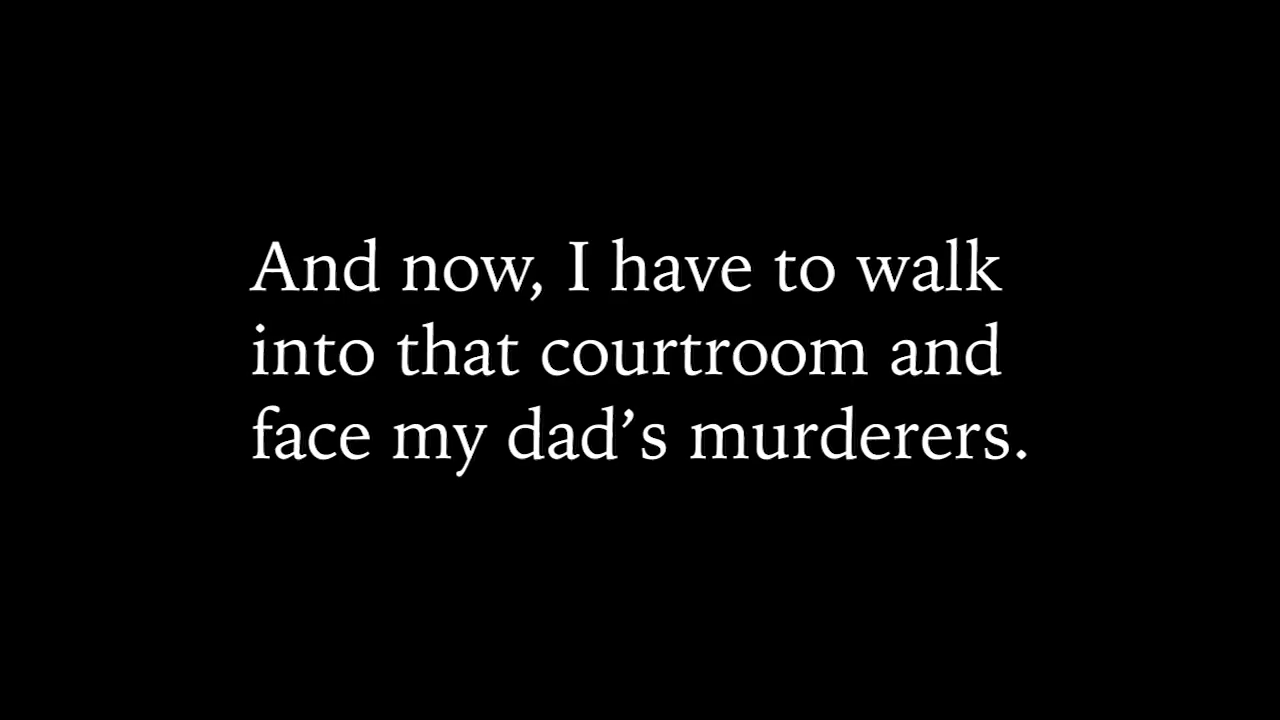 And now, I have to walk
into that courtroom and
face my dad’s murderers.